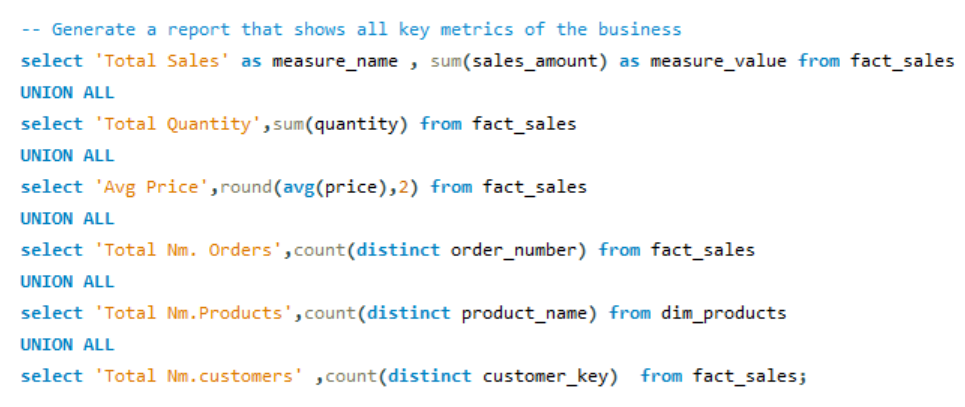 -- Generate a report that shows all key metrics of the business
select 'Total Sales' as measure_name , sum(sales_amount) as measure_value from fact_sales
UNION ALL
select 'Total Quantity',sum(quantity) from fact_sales
UNION ALL
select 'Avg Price',round(avg(price),2) from fact_sales
UNION ALL
select 'Total Nm. Orders',count(distinct order_number) from fact_sales
UNION ALL
select 'Total Nm.Products',count(distinct product_name) from dim_products
UNION ALL
select 'Total Nm.customers' ,count(distinct customer_key)  from fact_sales;